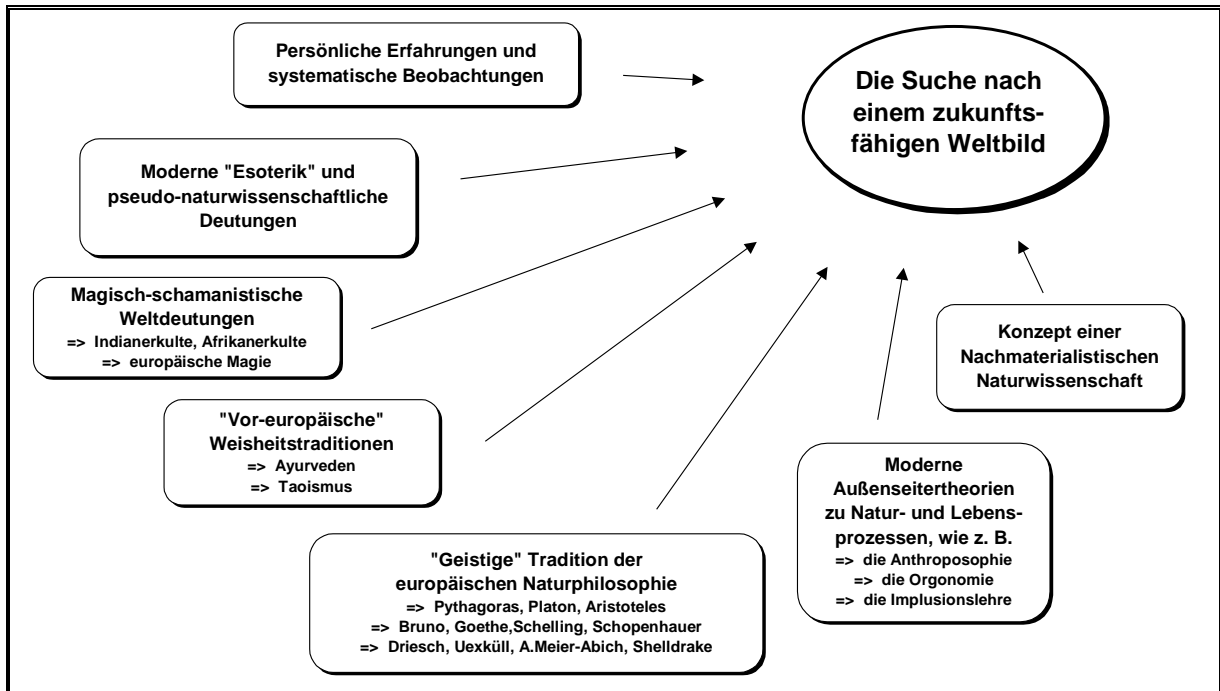 Persönliche Erfahrungen und
systematische Beobachtungen
Die Suche nach
einem zukunfts-
fähigen Weltbild
Moderne "Esoterik" und
pseudo-naturwissenschaftliche
Deutungen
Magisch-schamanistische
Weltdeutungen
=> Indianerkulte, Afrikanerkulte
=> europäische Magie
Konzept einer
Nachmaterialistischen
Naturwissenschaft
"Vor-europäische"
Weisheitstraditionen
=> Ayurveden
=> Taoismus
Moderne
Außenseitertheorien
zu Natur- und Lebens-
prozessen, wie z. B.
=> die Anthroposophie
=> die Orgonomie
=> die Implusionslehre
"Geistige" Tradition der
europäischen Naturphilosophie
=> Pythagoras, Platon, Aristoteles
=> Bruno, Goethe,Schelling, Schopenhauer
=> Driesch, Uexküll, A.Meier-Abich, Shelldrake